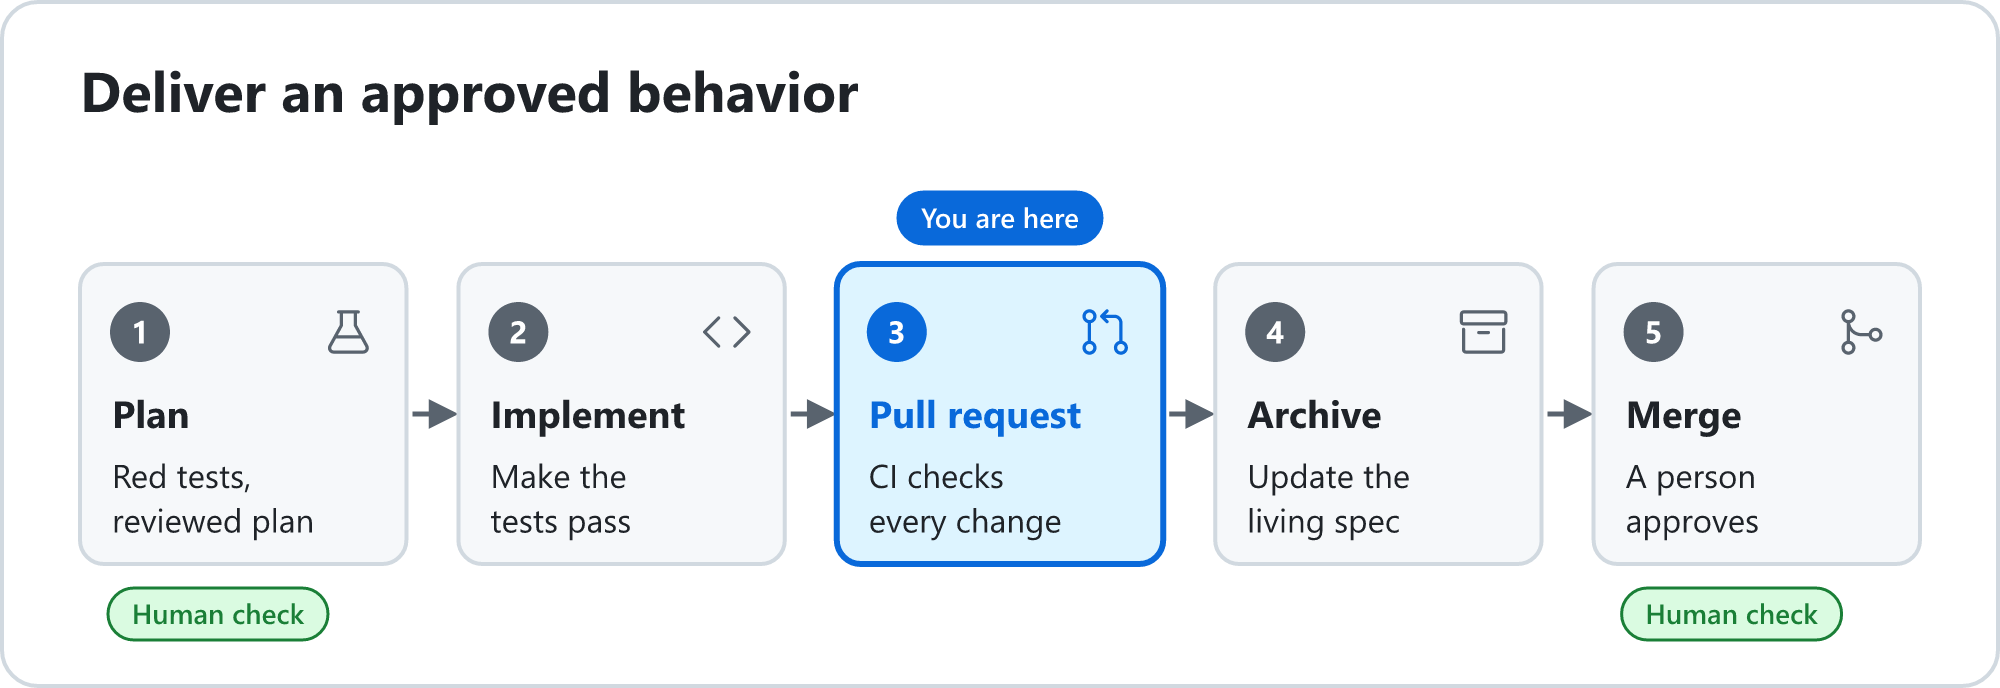 Deliver an approved behavior
You are here
1
Plan
Red tests,
reviewed plan
Human check
2
Implement
Make the
tests pass
3
Pull request
CI checks
every change
4
Archive
Update the
living spec
5
Merge
A person
approves
Human check